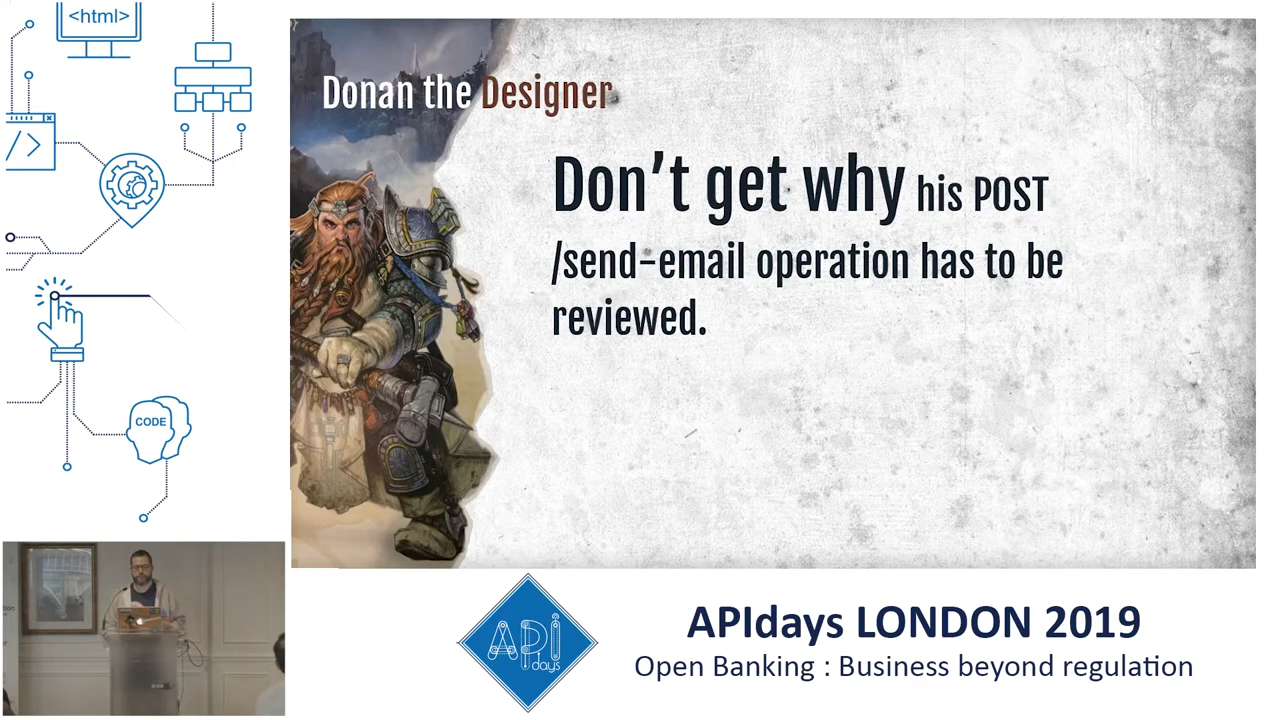 <html>
</>
CODE
Donan the Designer
Don't get why his POST
/send-email operation has to be
reviewed.
API
days
APIdays LONDON 2019
Open Banking : Business beyond regulation